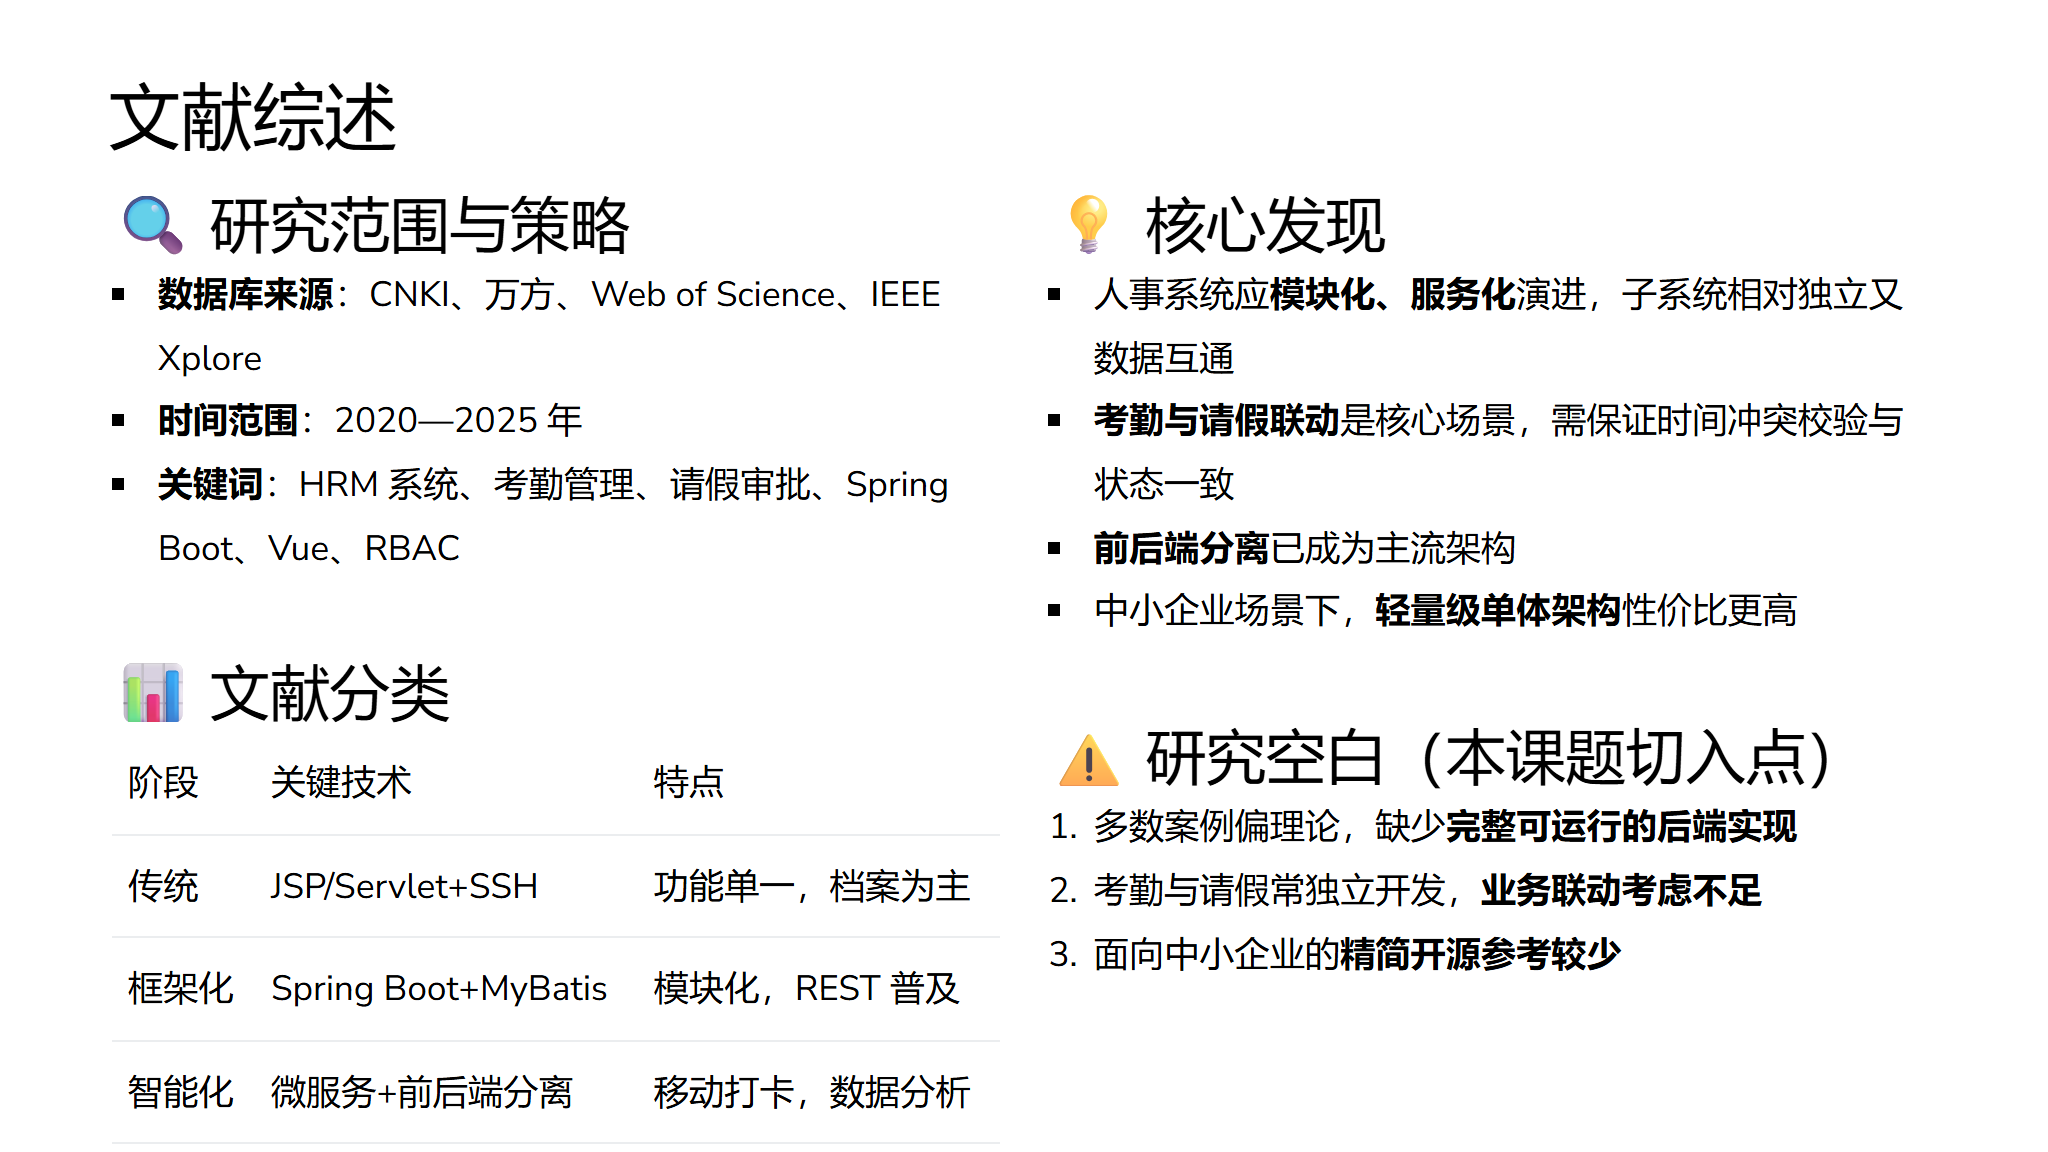 文献综述
研究范围与策略
数据库来源：CNKI、万方、Web of Science、IEEE
Xplore
时间范围：2020—2025 年
关键词：HRM 系统、考勤管理、请假审批、Spring
Boot、Vue、RBAC
文献分类
阶段 关键技术 特点
传统 JSP/Servlet+SSH 功能单一，档案为主
框架化 Spring Boot+MyBatis 模块化，REST 普及
智能化 微服务+前后端分离 移动打卡，数据分析
核心发现
人事系统应模块化、服务化演进，子系统相对独立又
数据互通
考勤与请假联动是核心场景，需保证时间冲突校验与
状态一致
前后端分离已成为主流架构
中小企业场景下，轻量级单体架构性价比更高
研究空白（本课题切入点）
1. 多数案例偏理论，缺少完整可运行的后端实现
2. 考勤与请假常独立开发，业务联动考虑不足
3. 面向中小企业的精简开源参考较少